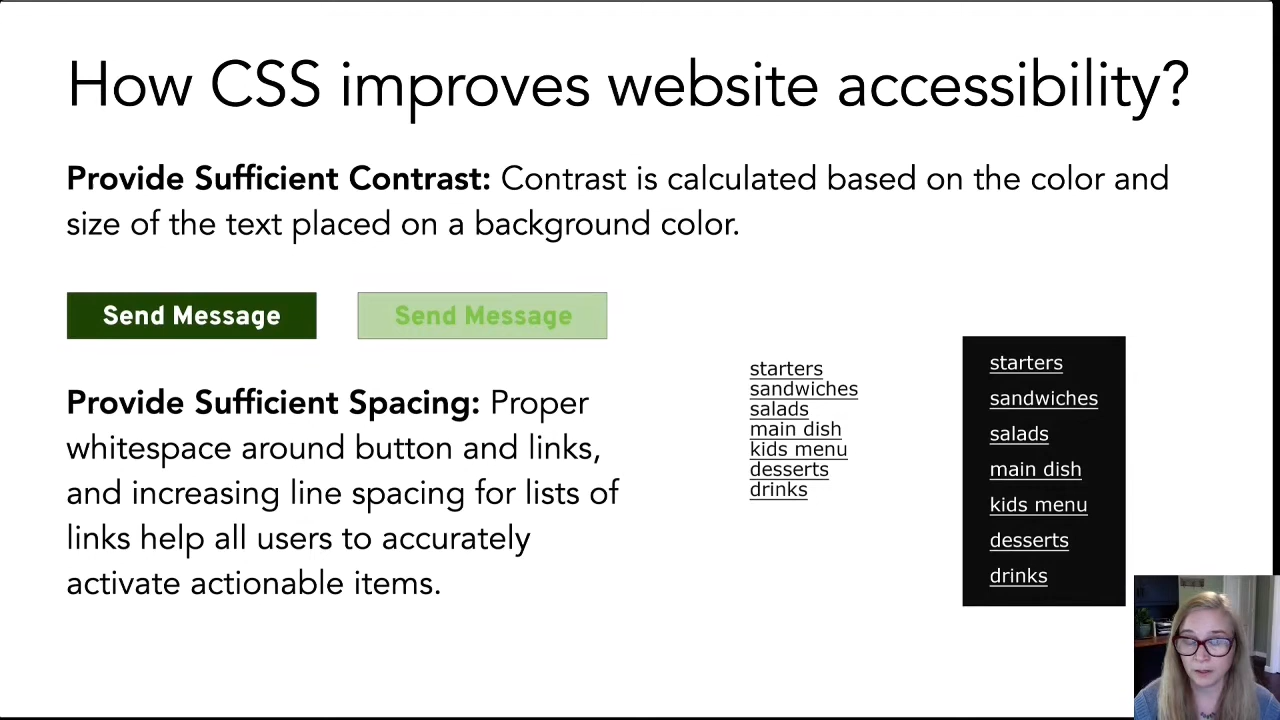 How CSS improves website accessibility?
Provide Sufficient Contrast: Contrast is calculated based on the color and
size of the text placed on a background color.
Send Message
Send Message
Provide Sufficient Spacing: Proper
whitespace around button and links,
and increasing line spacing for lists of
links help all users to accurately
activate actionable items.
starters
sandwiches
salads
main dish
kids menu
desserts
drinks
starters
sandwiches
salads
main dish
kids menu
desserts
drinks